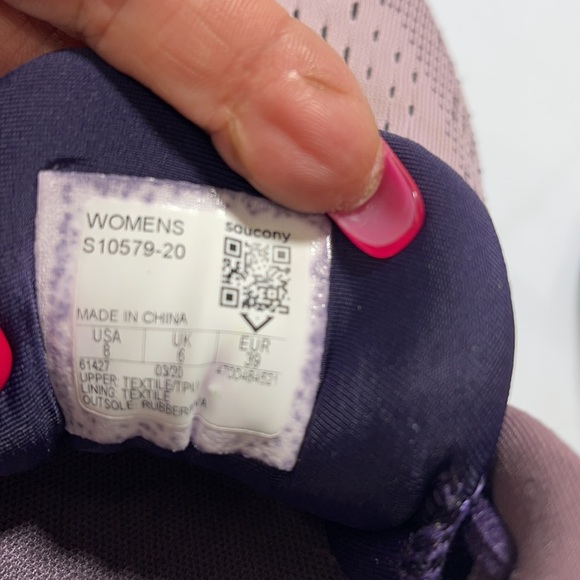 WOMENS
S10579-20
saucony
MADE IN CHINA
USA UK EUR
8 6 39
61427 03/20
UPPER: TEXTILE/TPU
LINING: TEXTILE
OUTSOLE: RUBBER/